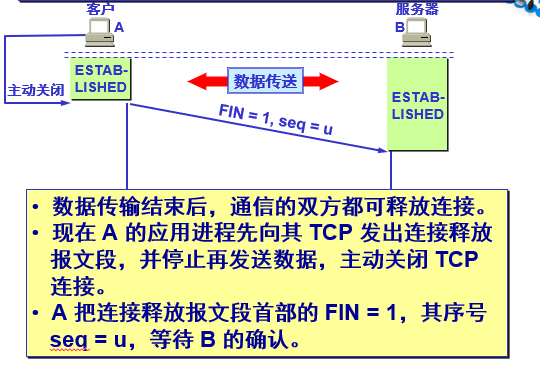 客户
服务器
A
B
ESTAB-
LISHED
主动关闭
数据传送
ESTAB-
LISHED
FIN = 1, seq = u
• 数据传输结束后，通信的双方都可释放连接。
• 现在 A 的应用进程先向其 TCP 发出连接释放
报文段，并停止再发送数据，主动关闭 TCP
连接。
• A 把连接释放报文段首部的 FIN = 1，其序号
seq = u，等待 B 的确认。